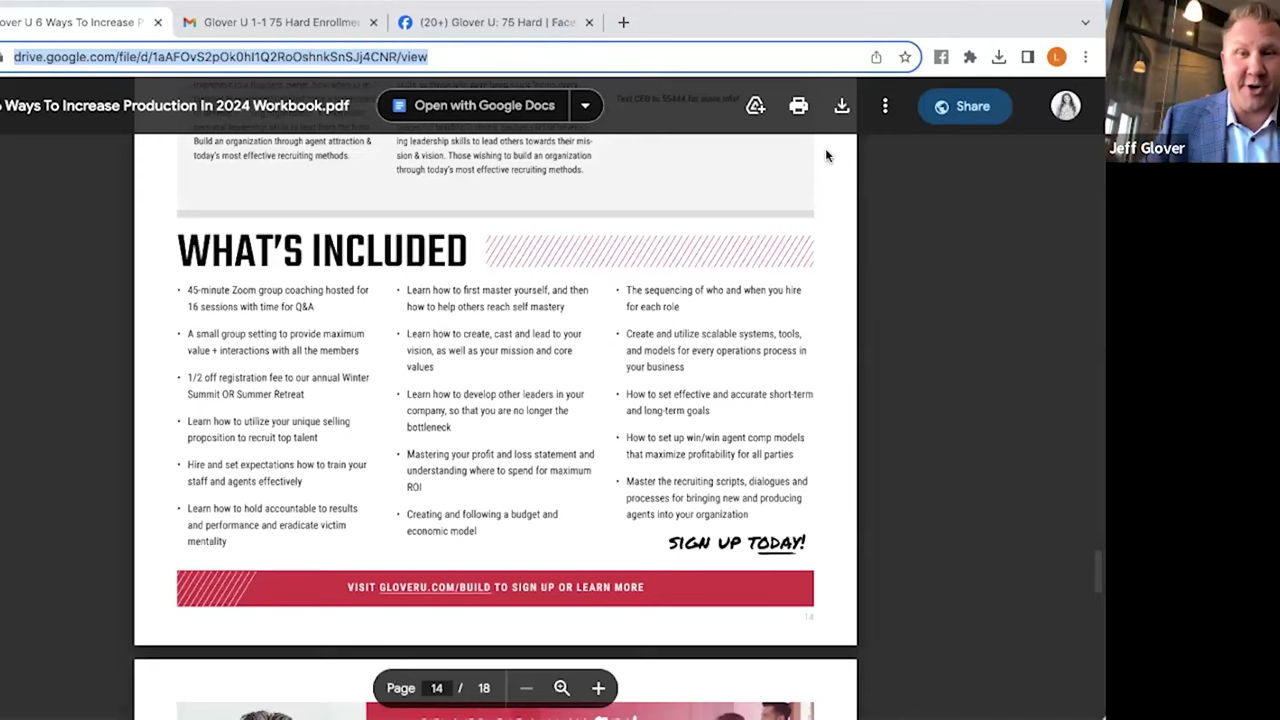 over U 6 Ways To Increase P
Glover U 1-1 75 Hard Enrollme
(20+) Glover U: 75 Hard | Face
drive.google.com/file/d/1aAFOvS2pOk0hI1Q2RoOshnkSnSJj4CNR/view
L
Ways To Increase Production In 2024 Workbook.pdf
Open with Google Docs
Share
Jeff Glover
Text CEO to 55444 for more info!
Build an organization through agent attraction &
today's most effective recruiting methods.
ing leadership skills to lead others towards their mis-
sion & vision. Those wishing to build an organization
through today's most effective recruiting methods.
WHAT'S INCLUDED
• 45-minute Zoom group coaching hosted for
16 sessions with time for Q&A
• A small group setting to provide maximum
value + interactions with all the members
• 1/2 off registration fee to our annual Winter
Summit OR Summer Retreat
• Learn how to utilize your unique selling
proposition to recruit top talent
• Hire and set expectations how to train your
staff and agents effectively
• Learn how to hold accountable to results
and performance and eradicate victim
mentality
• Learn how to first master yourself, and then
how to help others reach self mastery
• Learn how to create, cast and lead to your
vision, as well as your mission and core
values
• Learn how to develop other leaders in your
company, so that you are no longer the
bottleneck
• Mastering your profit and loss statement and
understanding where to spend for maximum
ROI
• Creating and following a budget and
economic model
• The sequencing of who and when you hire
for each role
• Create and utilize scalable systems, tools,
and models for every operations process in
your business
• How to set effective and accurate short-term
and long-term goals
• How to set up win/win agent comp models
that maximize profitability for all parties
• Master the recruiting scripts, dialogues and
processes for bringing new and producing
agents into your organization
SIGN UP TODAY!
VISIT GLOVERU.COM/BUILD TO SIGN UP OR LEARN MORE
14
Page 14 / 18